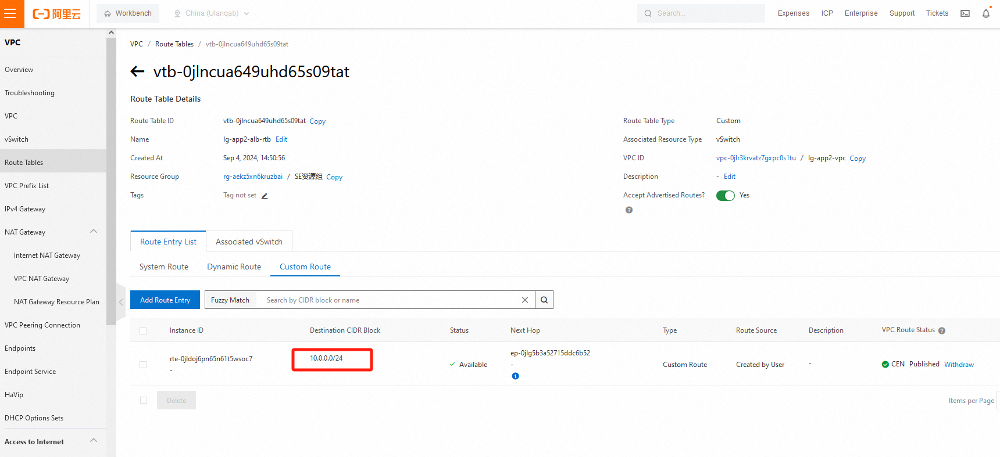 阿里云 Workbench China (Ulanqab) Search... Expenses ICP Enterprise Support Tickets
VPC
Overview
Troubleshooting
VPC
vSwitch
Route Tables
VPC Prefix List
IPv4 Gateway
NAT Gateway
Internet NAT Gateway
VPC NAT Gateway
NAT Gateway Resource Plan
VPC Peering Connection
Endpoints
Endpoint Service
HaVip
DHCP Options Sets
Access to Internet
VPC / Route Tables / vtb-0jlncua649uhd65s09tat
vtb-0jlncua649uhd65s09tat
Route Table Details
Route Table ID vtb-0jlncua649uhd65s09tat Copy Route Table Type Custom
Name lg-app2-alb-rtb Edit Associated Resource Type vSwitch
Created At Sep 4, 2024, 14:50:56 VPC ID vpc-0jlr3krvatz7gxpc0s1tu / lg-app2-vpc Copy
Resource Group rg-aekz5xn6kruzbai / SE资源组 Copy Description - Edit
Tags Tag not set Accept Advertised Routes? Yes
Route Entry List Associated vSwitch
System Route Dynamic Route Custom Route
Add Route Entry Fuzzy Match Search by CIDR block or name
Instance ID Destination CIDR Block Status Next Hop Type Route Source Description VPC Route Status
rte-0jldoj6pn65n61t5wsoc7 10.0.0.0/24 Available ep-0jlg5b3a52715ddc6b52 Custom Route Created by User - CEN Published Withdraw
- -
Delete Items per Page